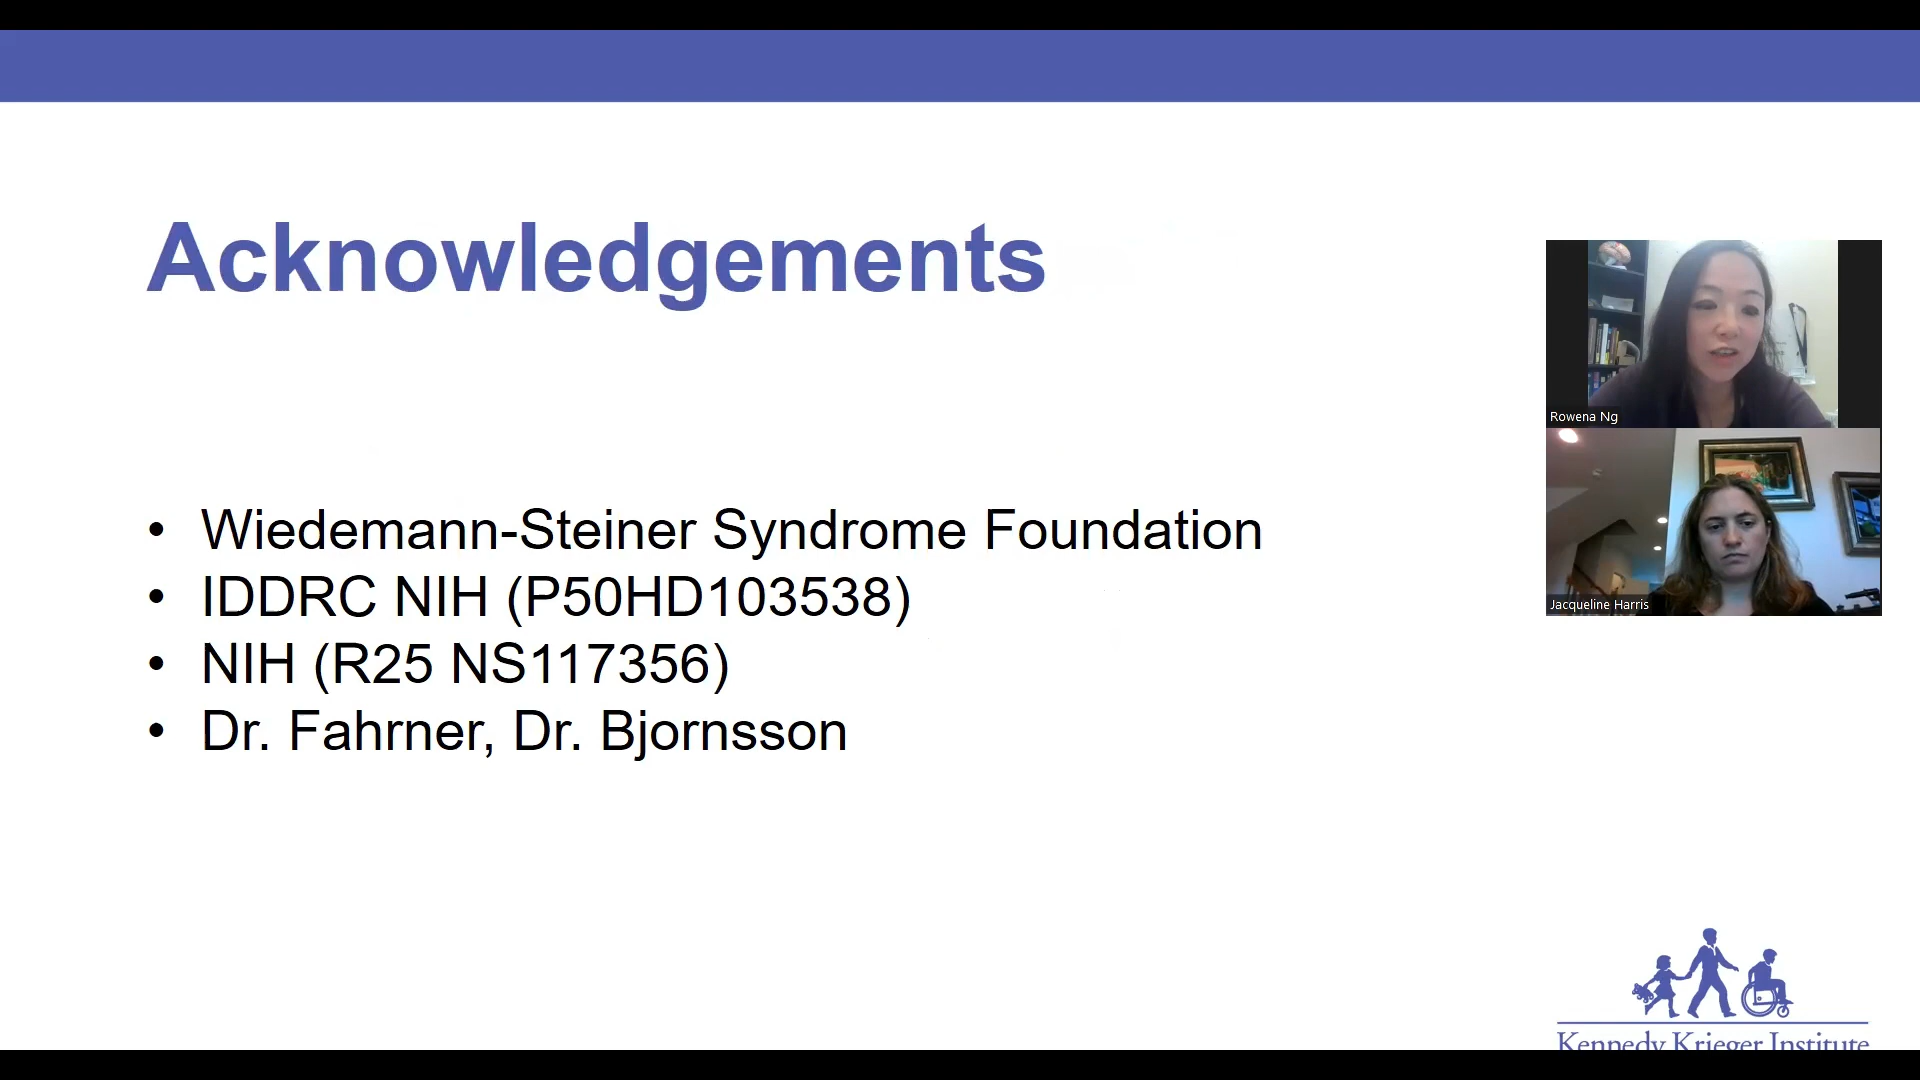 Acknowledgements
• Wiedemann-Steiner Syndrome Foundation
• IDDRC NIH (P50HD103538)
• NIH (R25 NS117356)
• Dr. Fahrner, Dr. Bjornsson
Rowena Ng
Jacqueline Harris
Kennedy Krieger Institute